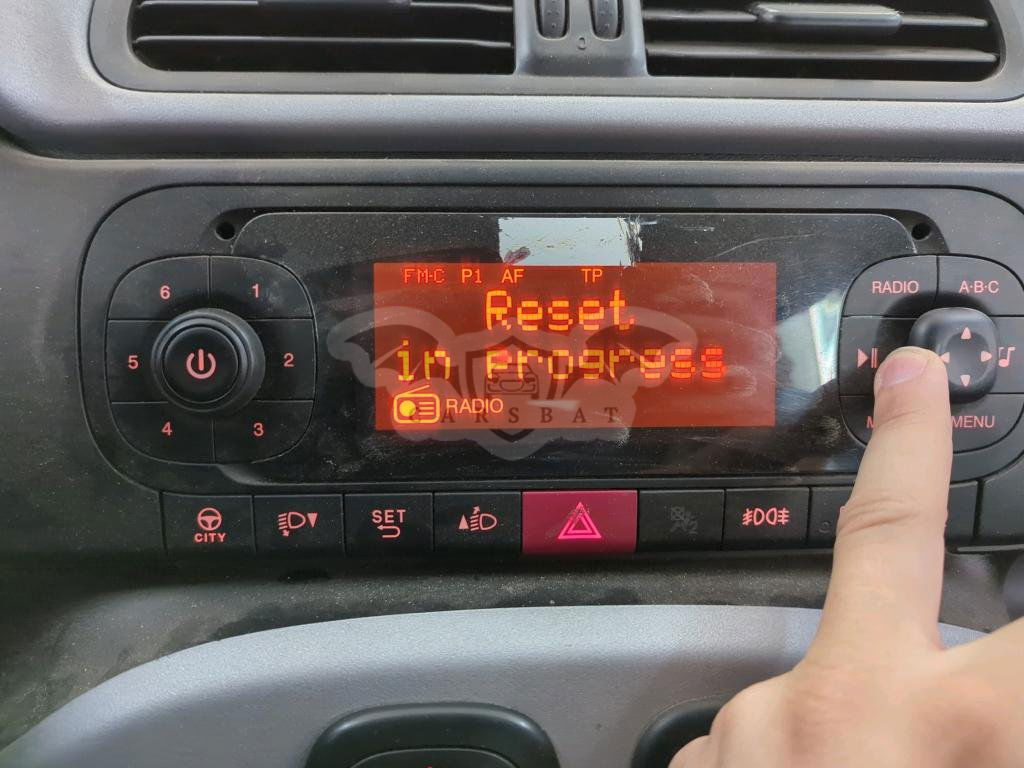 FM-C P1 AF TP
Reset
in progress
RADIO
CARSBAT
6
1
5
2
4
3
RADIO
A·B·C
MENU
CITY
SET
0